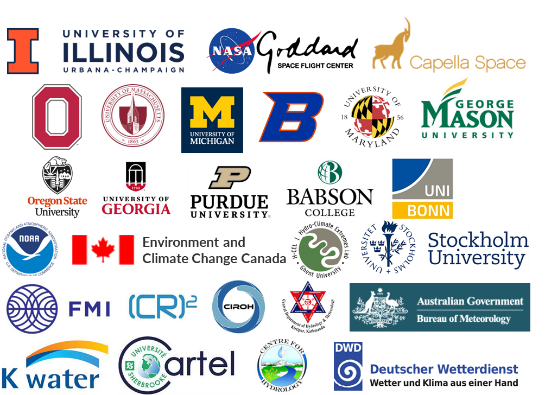 UNIVERSITY OF
ILLINOIS
URBANA-CHAMPAIGN
NASA
Goddard
SPACE FLIGHT CENTER
Capella Space
UNIVERSITY OF MASSACHUSETTS
1863
M
UNIVERSITY OF
MICHIGAN
B
UNIVERSITY OF
18 56
MARYLAND
GEORGE
MASON
UNIVERSITY
Oregon State
University
UNIVERSITY OF
GEORGIA
P
PURDUE
UNIVERSITY
B
BABSON
COLLEGE
UNI
BONN
NOAA
Environment and
Climate Change Canada
Hydro-Climate Extremes Lab
Ghent University
STOCKHOLMS UNIVERSITET
Stockholm
University
FMI
(CR)²
CIROH
Australian Government
Bureau of Meteorology
K water
UNIVERSITÉ
SHERBROOKE
Cartel
CENTRE FOR
HYDROLOGY
DWD
Deutscher Wetterdienst
Wetter und Klima aus einer Hand